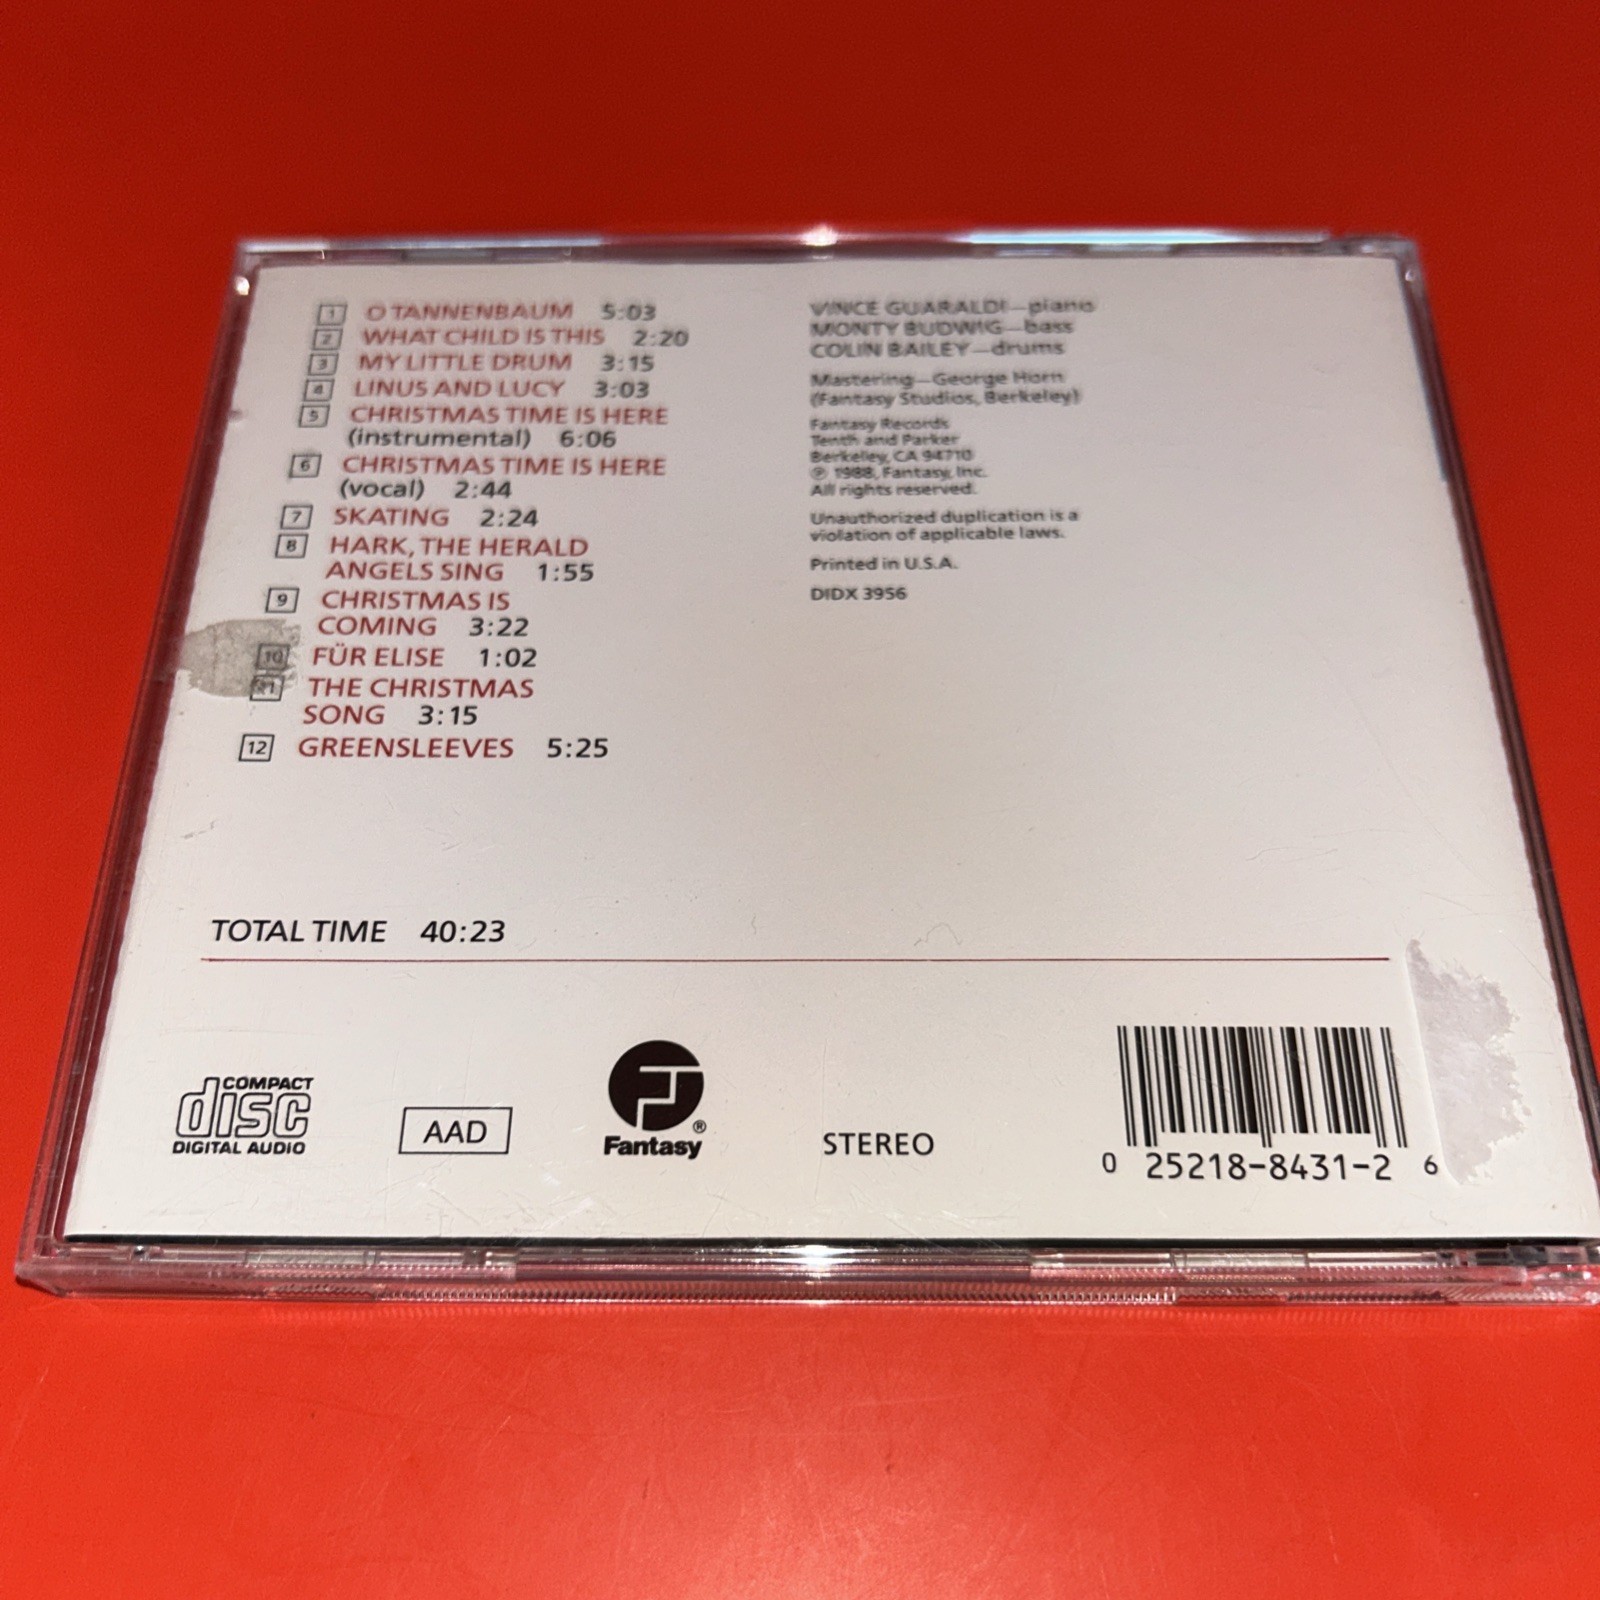 1 O TANNENBAUM 5:03
2 WHAT CHILD IS THIS 2:20
3 MY LITTLE DRUM 3:15
4 LINUS AND LUCY 3:03
5 CHRISTMAS TIME IS HERE
(instrumental) 6:06
6 CHRISTMAS TIME IS HERE
(vocal) 2:44
7 SKATING 2:24
8 HARK, THE HERALD
ANGELS SING 1:55
9 CHRISTMAS IS
COMING 3:22
10 FÜR ELISE 1:02
11 THE CHRISTMAS
SONG 3:15
12 GREENSLEEVES 5:25
VINCE GUARALDI—piano
MONTY BUDWIG—bass
COLIN BAILEY—drums
Mastering—George Horn
(Fantasy Studios, Berkeley)
Fantasy Records
Tenth and Parker
Berkeley, CA 94710
℗ 1988, Fantasy, Inc.
All rights reserved.
Unauthorized duplication is a
violation of applicable laws.
Printed in U.S.A.
DIDX 3956
TOTAL TIME 40:23
COMPACT
disc
DIGITAL AUDIO
AAD
Fantasy®
STEREO
0 25218-8431-2 6